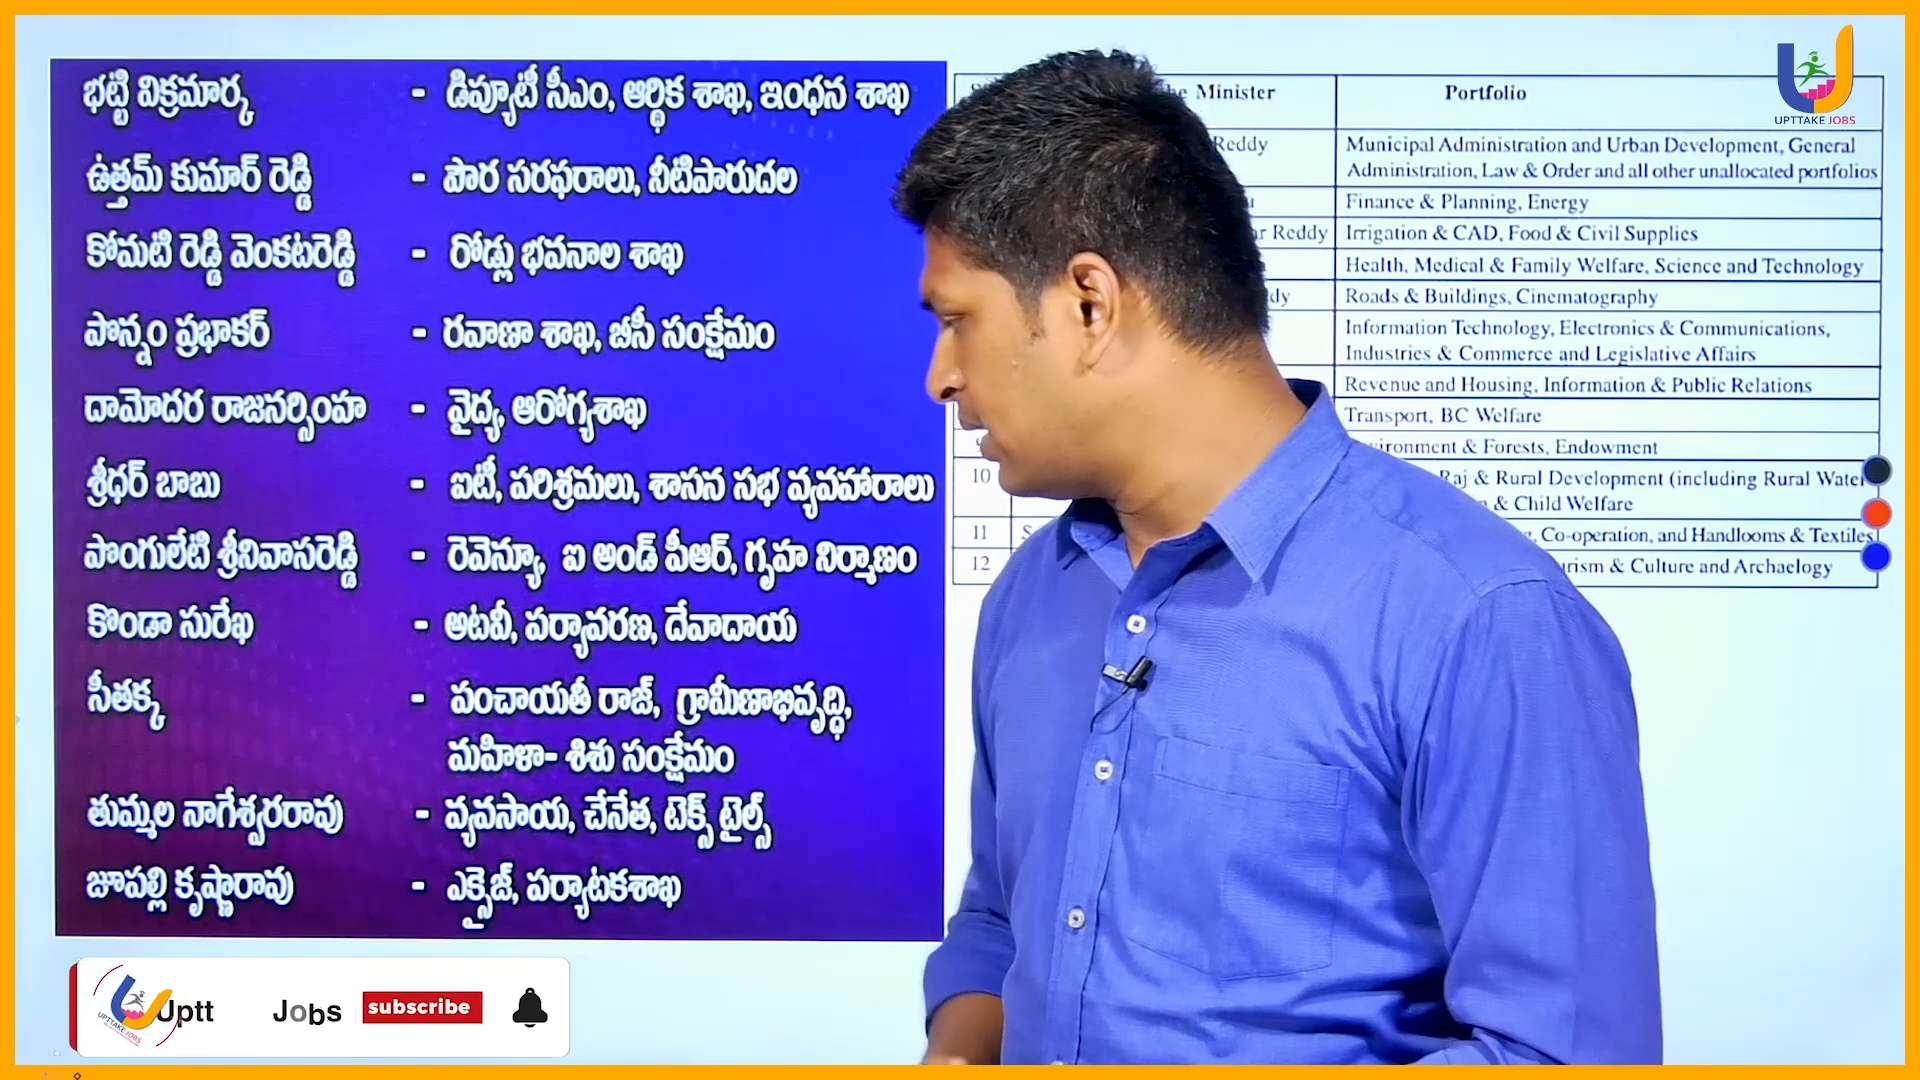 భట్టి విక్రమార్క - డిప్యూటీ సీఎం, ఆర్థిక శాఖ, ఇంధన శాఖ
ఉత్తమ్ కుమార్ రెడ్డి - పౌర సరఫరాలు, నీటిపారుదల
కోమటి రెడ్డి వెంకటరెడ్డి - రోడ్లు భవనాల శాఖ
పొన్నం ప్రభాకర్ - రవాణా శాఖ, బీసీ సంక్షేమం
దామోదర రాజనర్సింహ - వైద్య, ఆరోగ్యశాఖ
శ్రీధర్ బాబు - ఐటీ, పరిశ్రమలు, శాసన సభ వ్యవహారాలు
పొంగులేటి శ్రీనివాసరెడ్డి - రెవెన్యూ, ఐ అండ్ పీఆర్, గృహ నిర్మాణం
కొండా సురేఖ - అటవీ, పర్యావరణ, దేవాదాయ
సీతక్క - పంచాయతీ రాజ్, గ్రామీణాభివృద్ధి,
మహిళా- శిశు సంక్షేమం
తుమ్మల నాగేశ్వరరావు - వ్యవసాయ, చేనేత, టెక్స్ టైల్స్
జూపల్లి కృష్ణారావు - ఎక్సైజ్, పర్యాటకశాఖ
Minister Portfolio
Reddy Municipal Administration and Urban Development, General
Administration, Law & Order and all other unallocated portfolios
Finance & Planning, Energy
Reddy Irrigation & CAD, Food & Civil Supplies
Health, Medical & Family Welfare, Science and Technology
Roads & Buildings, Cinematography
Information Technology, Electronics & Communications,
Industries & Commerce and Legislative Affairs
Revenue and Housing, Information & Public Relations
Transport, BC Welfare
& Forests, Endowment
10 Raj & Rural Development (including Rural Water
& Child Welfare
11 Co-operation, and Handlooms & Textiles
12 & Culture and Archaelogy
UPTTAKE JOBS
Uptt Jobs subscribe
UPTTAKE JOBS